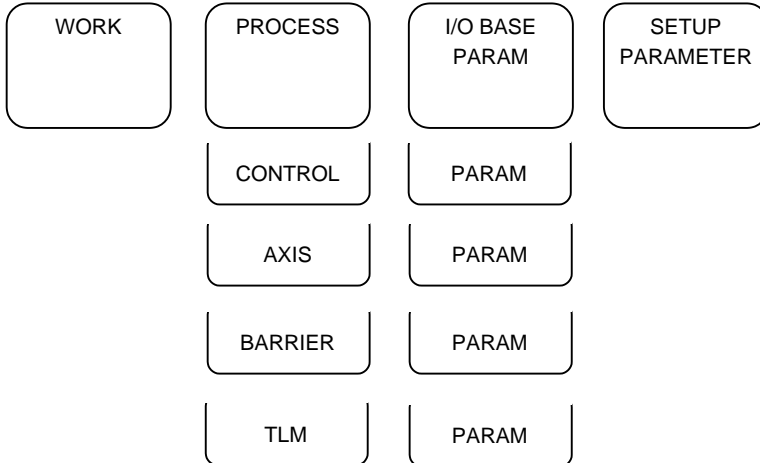 WORK
PROCESS
I/O BASE
PARAM
SETUP
PARAMETER
CONTROL
PARAM
AXIS
PARAM
BARRIER
PARAM
TLM
PARAM